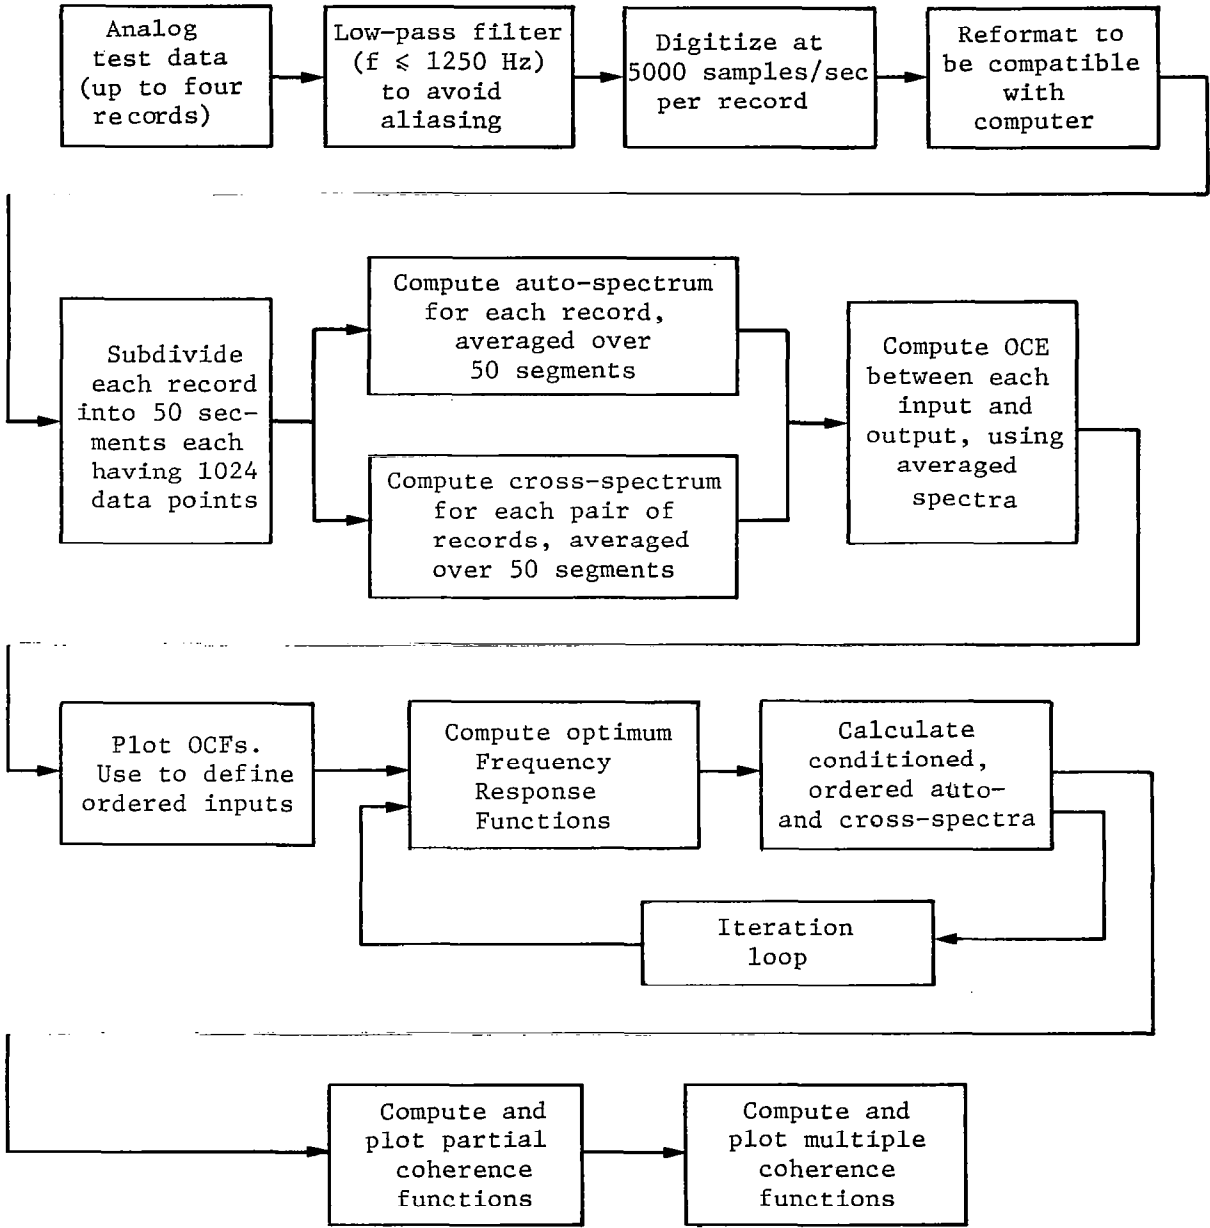 Analog
test data
(up to four
records)
Low-pass filter
(f ⩽ 1250 Hz)
to avoid
aliasing
Digitize at
5000 samples/sec
per record
Reformat to
be compatible
with
computer
Subdivide
each record
into 50 sec-
ments each
having 1024
data points
Compute auto-spectrum
for each record,
averaged over
50 segments
Compute cross-spectrum
for each pair of
records, averaged
over 50 segments
Compute OCE
between each
input and
output, using
averaged
spectra
Plot OCFs.
Use to define
ordered inputs
Compute optimum
Frequency
Response
Functions
Calculate
conditioned,
ordered auto-
and cross-spectra
Iteration
loop
Compute and
plot partial
coherence
functions
Compute and
plot multiple
coherence
functions